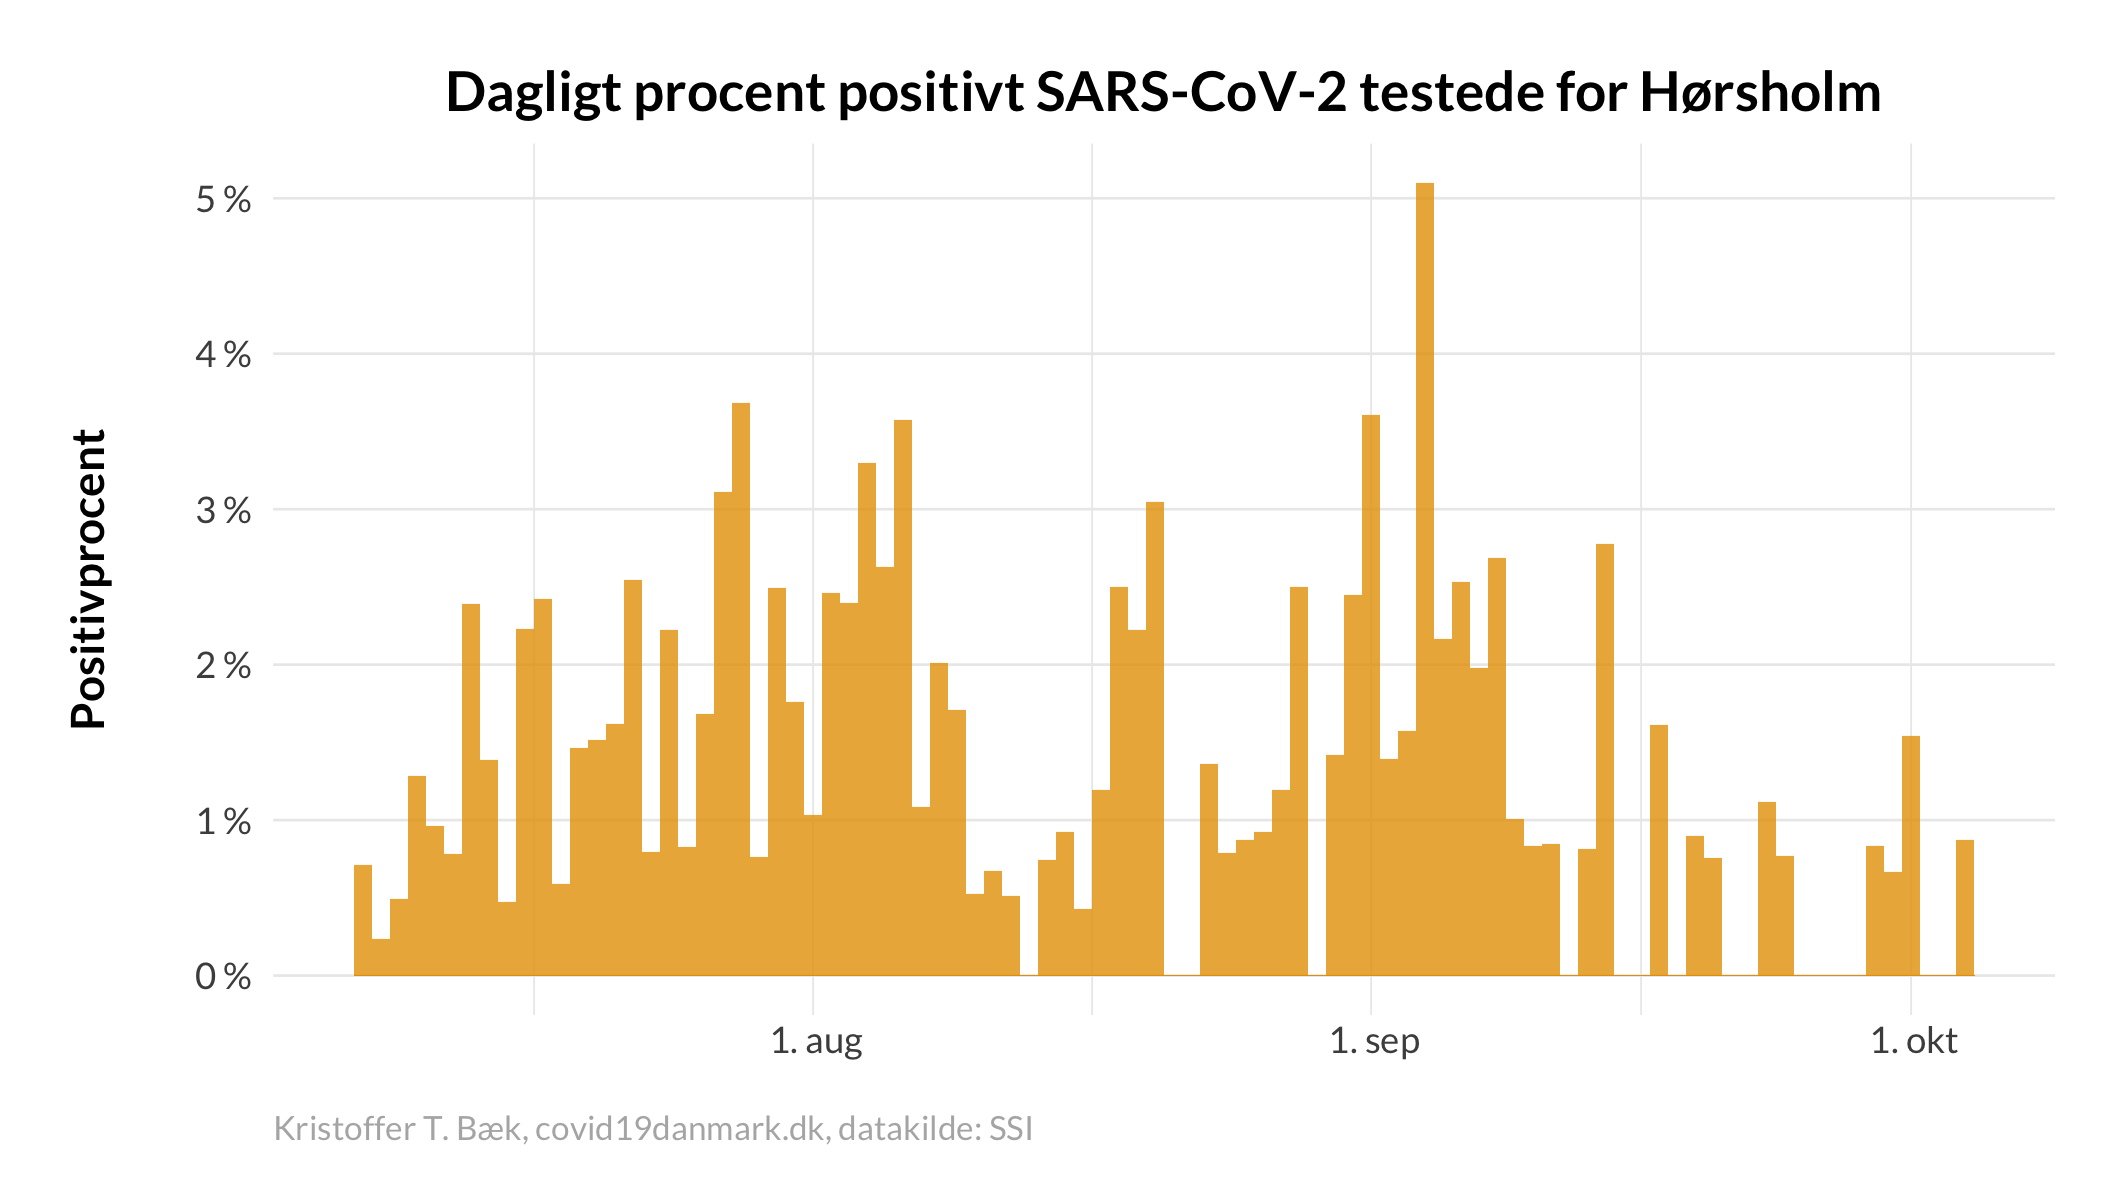 Dagligt procent positivt SARS-CoV-2 testede for Hørsholm
Positivprocent
5 %
4 %
3 %
2 %
1 %
0 %
1. aug
1. sep
1. okt
Kristoffer T. Bæk, covid19danmark.dk, datakilde: SSI